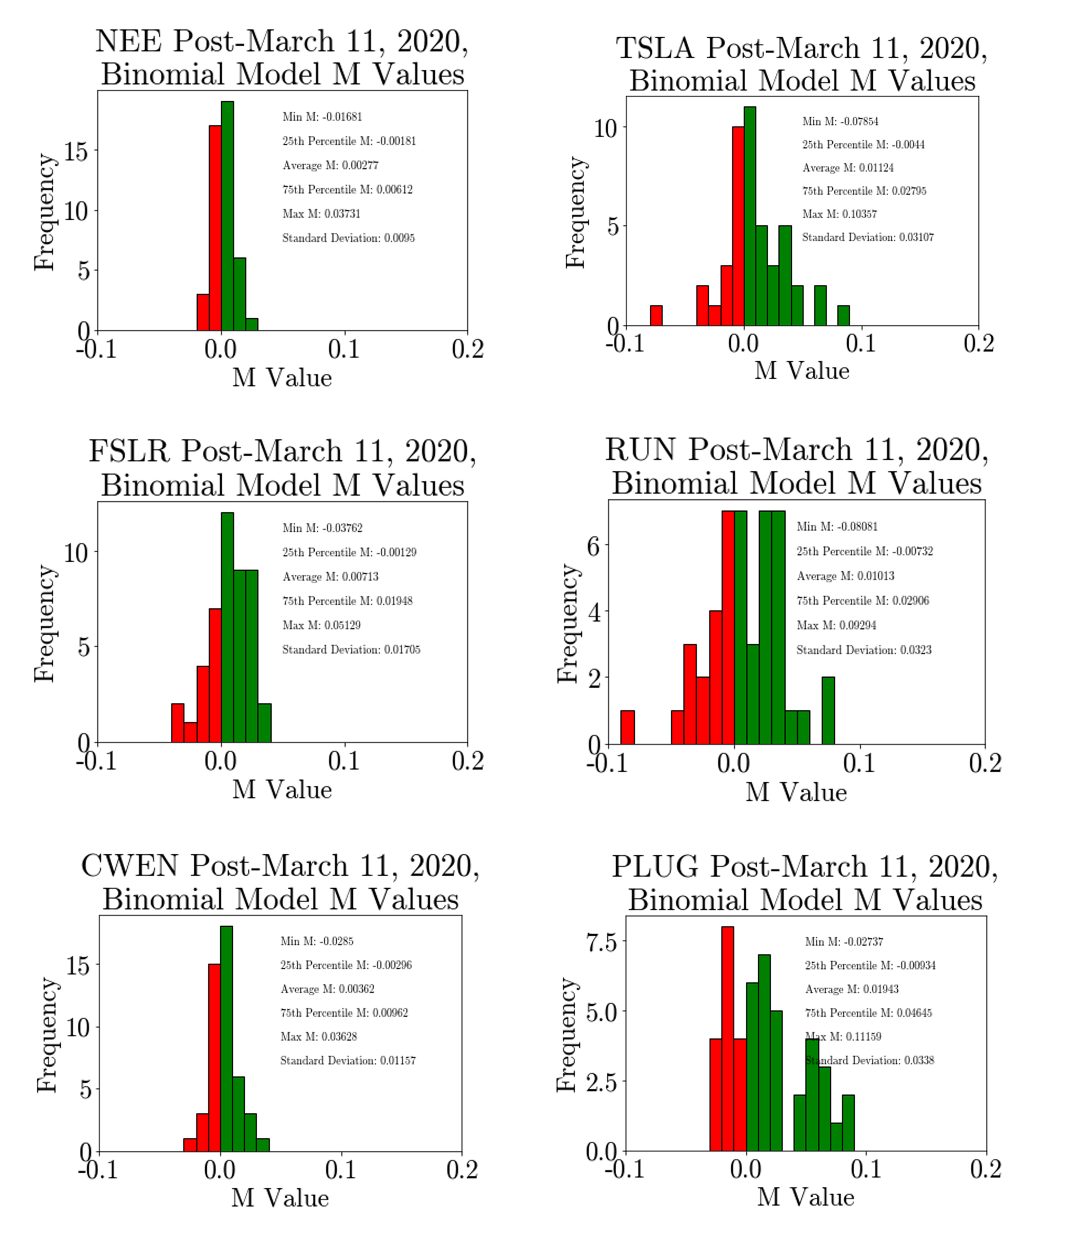 NEE Post-March 11, 2020,
Binomial Model M Values
Min M: -0.01681
25th Percentile M: -0.00181
Average M: 0.00277
75th Percentile M: 0.00612
Max M: 0.03731
Standard Deviation: 0.0095
Frequency
15
10
5
0
-0.1 0.0 0.1 0.2
M Value
TSLA Post-March 11, 2020,
Binomial Model M Values
Min M: -0.07854
25th Percentile M: -0.0044
Average M: 0.01124
75th Percentile M: 0.02795
Max M: 0.10357
Standard Deviation: 0.03107
Frequency
10
5
0
-0.1 0.0 0.1 0.2
M Value
FSLR Post-March 11, 2020,
Binomial Model M Values
Min M: -0.03762
25th Percentile M: -0.00129
Average M: 0.00713
75th Percentile M: 0.01948
Max M: 0.05129
Standard Deviation: 0.01705
Frequency
10
5
0
-0.1 0.0 0.1 0.2
M Value
RUN Post-March 11, 2020,
Binomial Model M Values
Min M: -0.08081
25th Percentile M: -0.00732
Average M: 0.01013
75th Percentile M: 0.02906
Max M: 0.09294
Standard Deviation: 0.0323
Frequency
6
4
2
0
-0.1 0.0 0.1 0.2
M Value
CWEN Post-March 11, 2020,
Binomial Model M Values
Min M: -0.0285
25th Percentile M: -0.00296
Average M: 0.00362
75th Percentile M: 0.00962
Max M: 0.03628
Standard Deviation: 0.01157
Frequency
15
10
5
0
-0.1 0.0 0.1 0.2
M Value
PLUG Post-March 11, 2020,
Binomial Model M Values
Min M: -0.02737
25th Percentile M: -0.00934
Average M: 0.01943
75th Percentile M: 0.04645
Max M: 0.11159
Standard Deviation: 0.0338
Frequency
7.5
5.0
2.5
0.0
-0.1 0.0 0.1 0.2
M Value